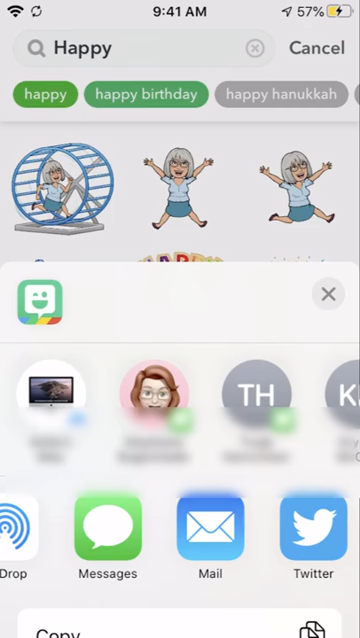 9:41 AM
57%
Happy
Cancel
happy
happy birthday
happy hanukkah
TH
Drop
Messages
Mail
Twitter
Copy